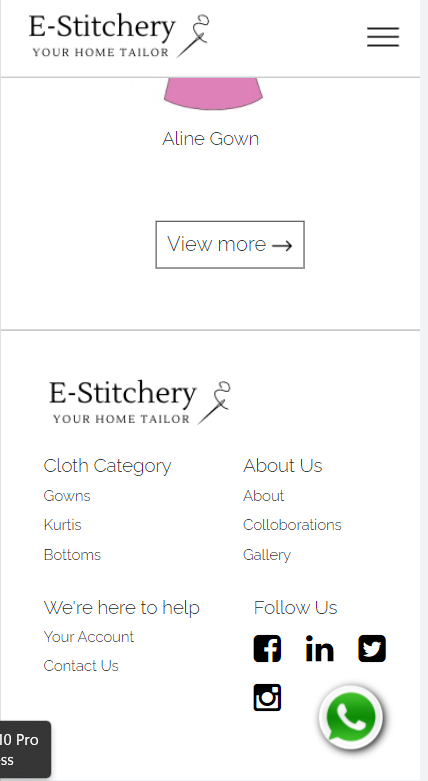 E-Stitchery
YOUR HOME TAILOR
Aline Gown
View more →
E-Stitchery
YOUR HOME TAILOR
Cloth Category
Gowns
Kurtis
Bottoms
About Us
About
Colloborations
Gallery
We're here to help
Your Account
Contact Us
Follow Us
10 Pro
ss